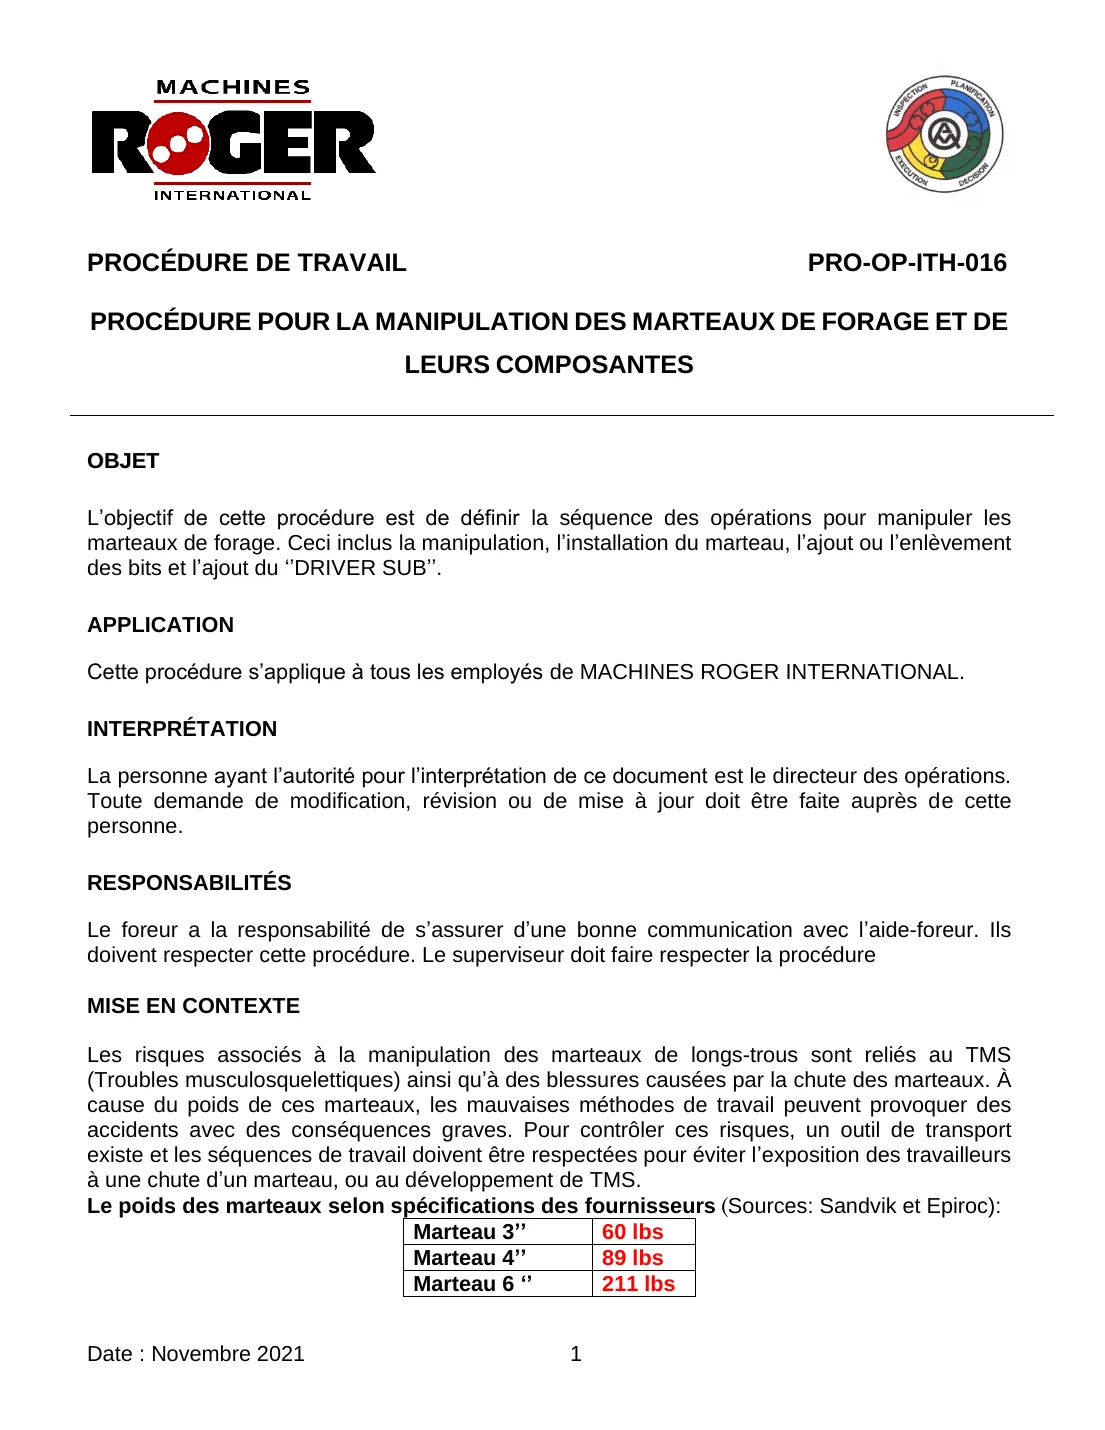 MACHINES
ROGER
INTERNATIONAL
INSPECTION
PLANIFICATION
EXECUTION
DECISION
PROCÉDURE DE TRAVAIL PRO-OP-ITH-016
PROCÉDURE POUR LA MANIPULATION DES MARTEAUX DE FORAGE ET DE
LEURS COMPOSANTES
OBJET
L’objectif de cette procédure est de définir la séquence des opérations pour manipuler les
marteaux de forage. Ceci inclus la manipulation, l’installation du marteau, l’ajout ou l’enlèvement
des bits et l’ajout du ‘’DRIVER SUB’’.
APPLICATION
Cette procédure s’applique à tous les employés de MACHINES ROGER INTERNATIONAL.
INTERPRÉTATION
La personne ayant l’autorité pour l’interprétation de ce document est le directeur des opérations.
Toute demande de modification, révision ou de mise à jour doit être faite auprès de cette
personne.
RESPONSABILITÉS
Le foreur a la responsabilité de s’assurer d’une bonne communication avec l’aide-foreur. Ils
doivent respecter cette procédure. Le superviseur doit faire respecter la procédure
MISE EN CONTEXTE
Les risques associés à la manipulation des marteaux de longs-trous sont reliés au TMS
(Troubles musculosquelettiques) ainsi qu’à des blessures causées par la chute des marteaux. À
cause du poids de ces marteaux, les mauvaises méthodes de travail peuvent provoquer des
accidents avec des conséquences graves. Pour contrôler ces risques, un outil de transport
existe et les séquences de travail doivent être respectées pour éviter l’exposition des travailleurs
à une chute d’un marteau, ou au développement de TMS.
Le poids des marteaux selon spécifications des fournisseurs (Sources: Sandvik et Epiroc):
Marteau 3’’ 60 lbs
Marteau 4’’ 89 lbs
Marteau 6 ‘’ 211 lbs
Date : Novembre 2021 1